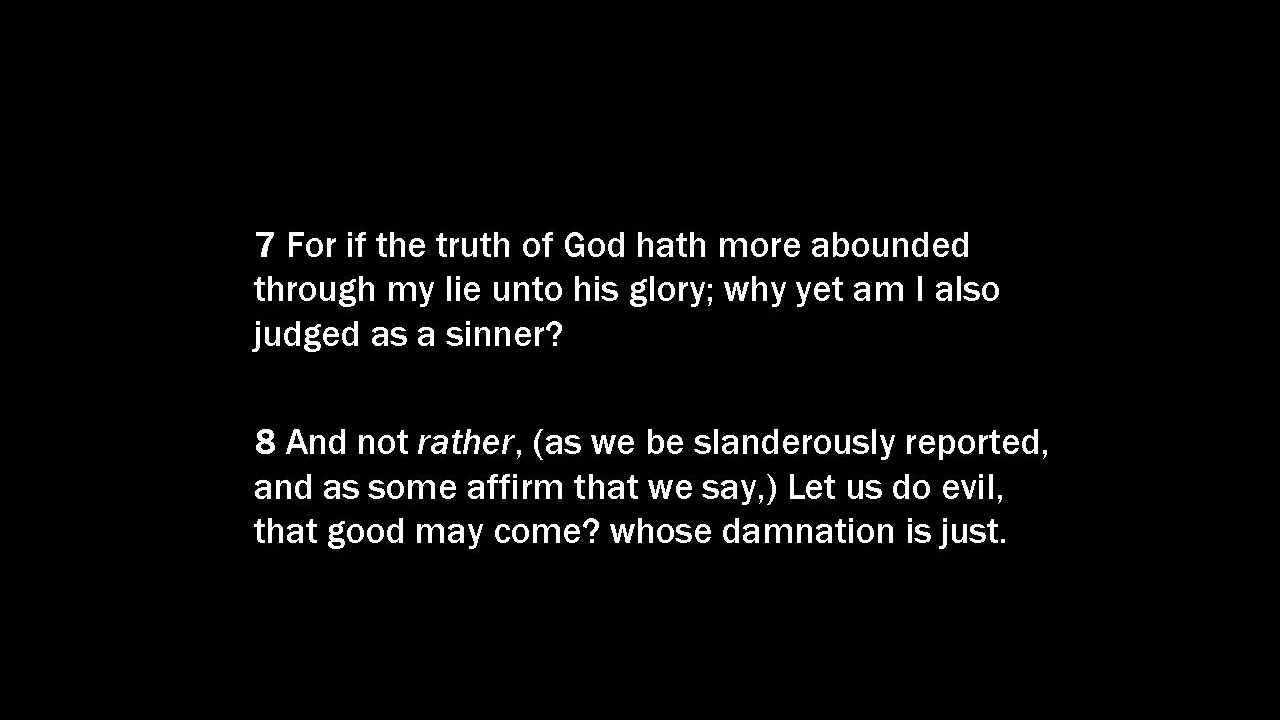 7 For if the truth of God hath more abounded
through my lie unto his glory; why yet am I also
judged as a sinner?
8 And not rather, (as we be slanderously reported,
and as some affirm that we say,) Let us do evil,
that good may come? whose damnation is just.